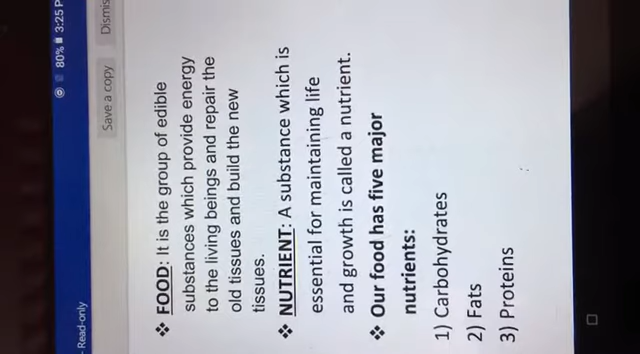 80% 3:25 P
- Read-only
Save a copy
Dismis
❖ FOOD: It is the group of edible
substances which provide energy
to the living beings and repair the
old tissues and build the new
tissues.
❖ NUTRIENT: A substance which is
essential for maintaining life
and growth is called a nutrient.
❖ Our food has five major
nutrients:
1) Carbohydrates
2) Fats
3) Proteins